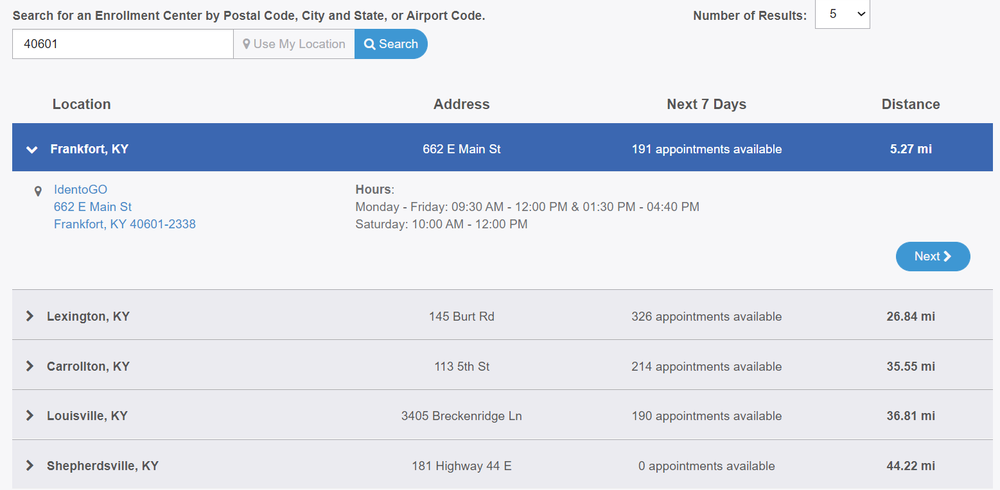 Search for an Enrollment Center by Postal Code, City and State, or Airport Code.
Number of Results: 5
40601 Use My Location Search
Location Address Next 7 Days Distance
Frankfort, KY 662 E Main St 191 appointments available 5.27 mi
IdentoGO Hours:
662 E Main St Monday - Friday: 09:30 AM - 12:00 PM & 01:30 PM - 04:40 PM
Frankfort, KY 40601-2338 Saturday: 10:00 AM - 12:00 PM
Next
Lexington, KY 145 Burt Rd 326 appointments available 26.84 mi
Carrollton, KY 113 5th St 214 appointments available 35.55 mi
Louisville, KY 3405 Breckenridge Ln 190 appointments available 36.81 mi
Shepherdsville, KY 181 Highway 44 E 0 appointments available 44.22 mi